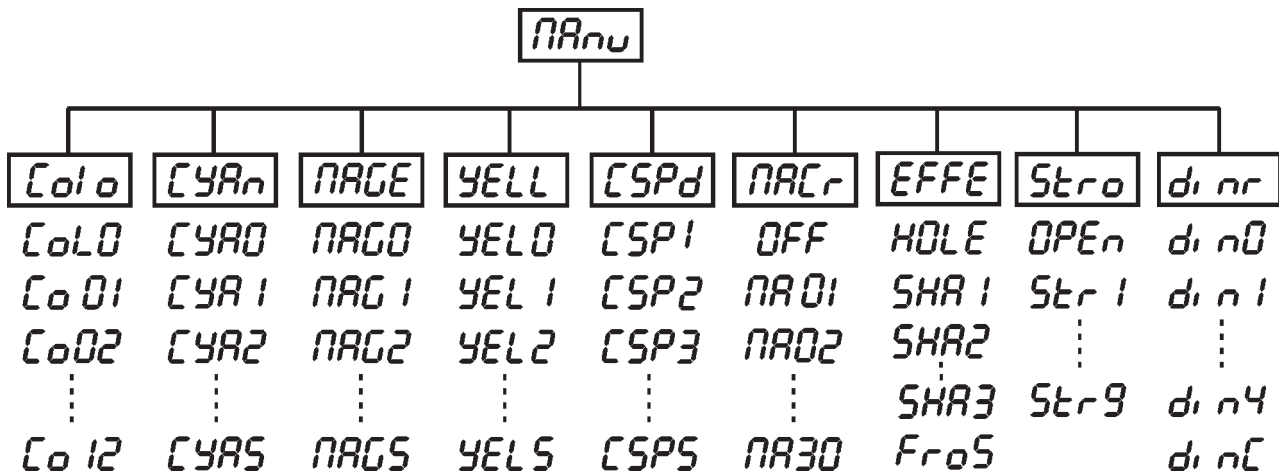 MAnu
Colo CYAn MAGE YELL CSPd MACr EFFE Stro dinr
CoL0 CYA0 MAG0 YEL0 CSP1 OFF HOLE OPEn din0
Co01 CYA1 MAG1 YEL1 CSP2 MA01 SHA1 Str1 din1
Co02 CYA2 MAG2 YEL2 CSP3 MA02 SHA2
SHA3 Str9 din4
Co12 CYA5 MAG5 YEL5 CSP5 MA30 FroS dinC